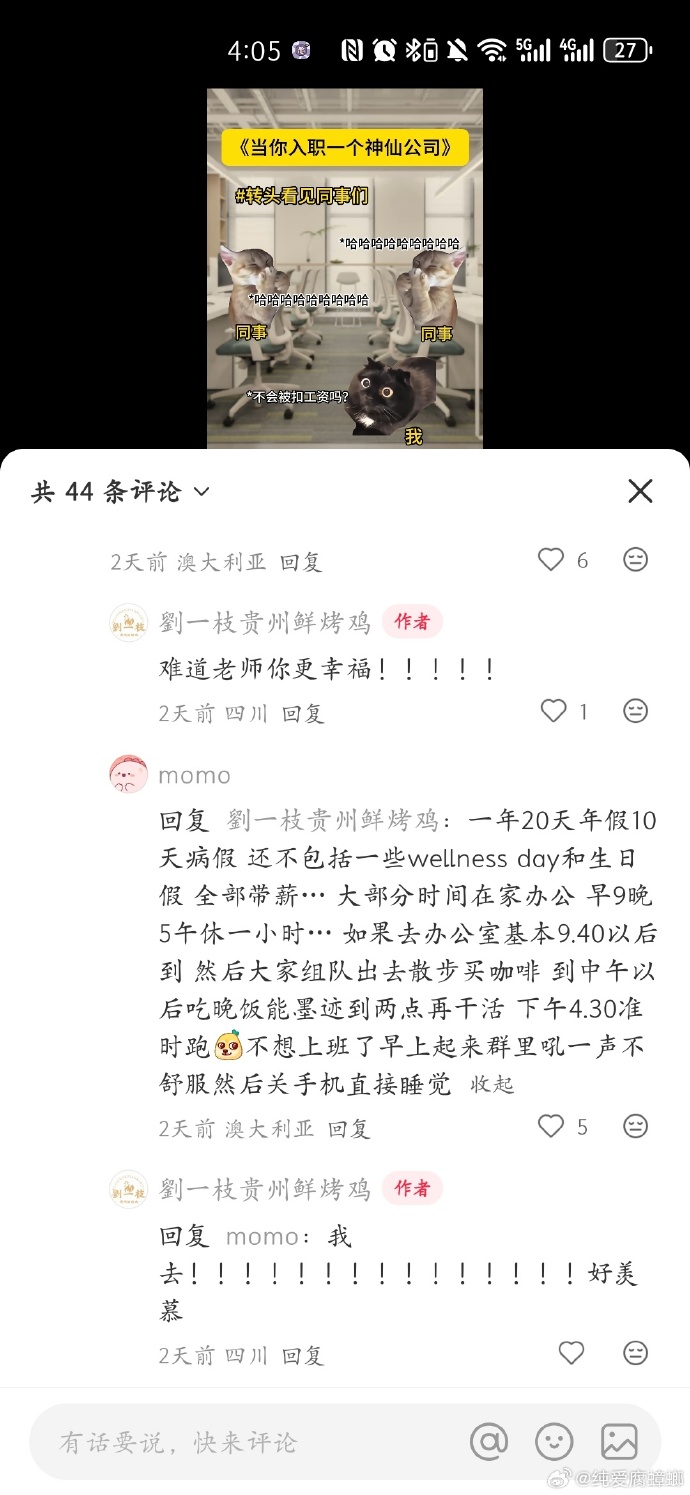 4:05
5G
4G
27
《当你入职一个神仙公司》
#转头看见同事们
*哈哈哈哈哈哈哈哈哈
*哈哈哈哈哈哈哈哈哈
同事
同事
*不会被扣工资吗?
我
共 44 条评论
2天前 澳大利亚 回复
6
劉一枝贵州鲜烤鸡 作者
难道老师你更幸福！！！！！
2天前 四川 回复
1
momo
回复 劉一枝贵州鲜烤鸡：一年20天年假10
天病假 还不包括一些wellness day和生日
假 全部带薪… 大部分时间在家办公 早9晚
5午休一小时… 如果去办公室基本9.40以后
到 然后大家组队出去散步买咖啡 到中午以
后吃晚饭能墨迹到两点再干活 下午4.30准
时跑不想上班了早上起来群里吼一声不
舒服然后关手机直接睡觉 收起
2天前 澳大利亚 回复
5
劉一枝贵州鲜烤鸡 作者
回复 momo：我
去！！！！！！！！！！！！！！！好羡
慕
2天前 四川 回复
有话要说，快来评论
@纯爱腐蟑螂